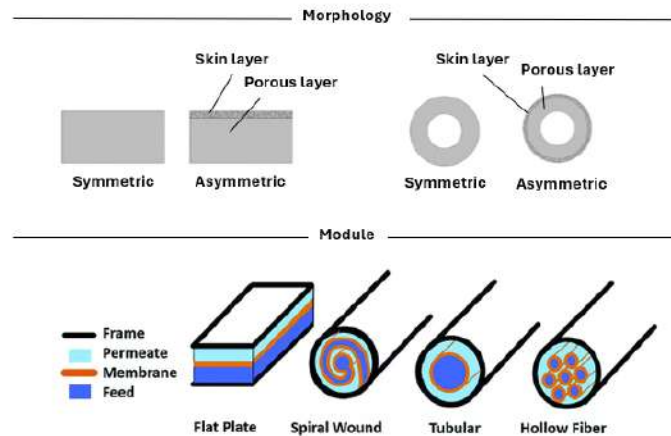 Morphology
Skin layer
Porous layer
Skin layer
Porous layer
Symmetric
Asymmetric
Symmetric
Asymmetric
Module
Frame
Permeate
Membrane
Feed
Flat Plate
Spiral Wound
Tubular
Hollow Fiber